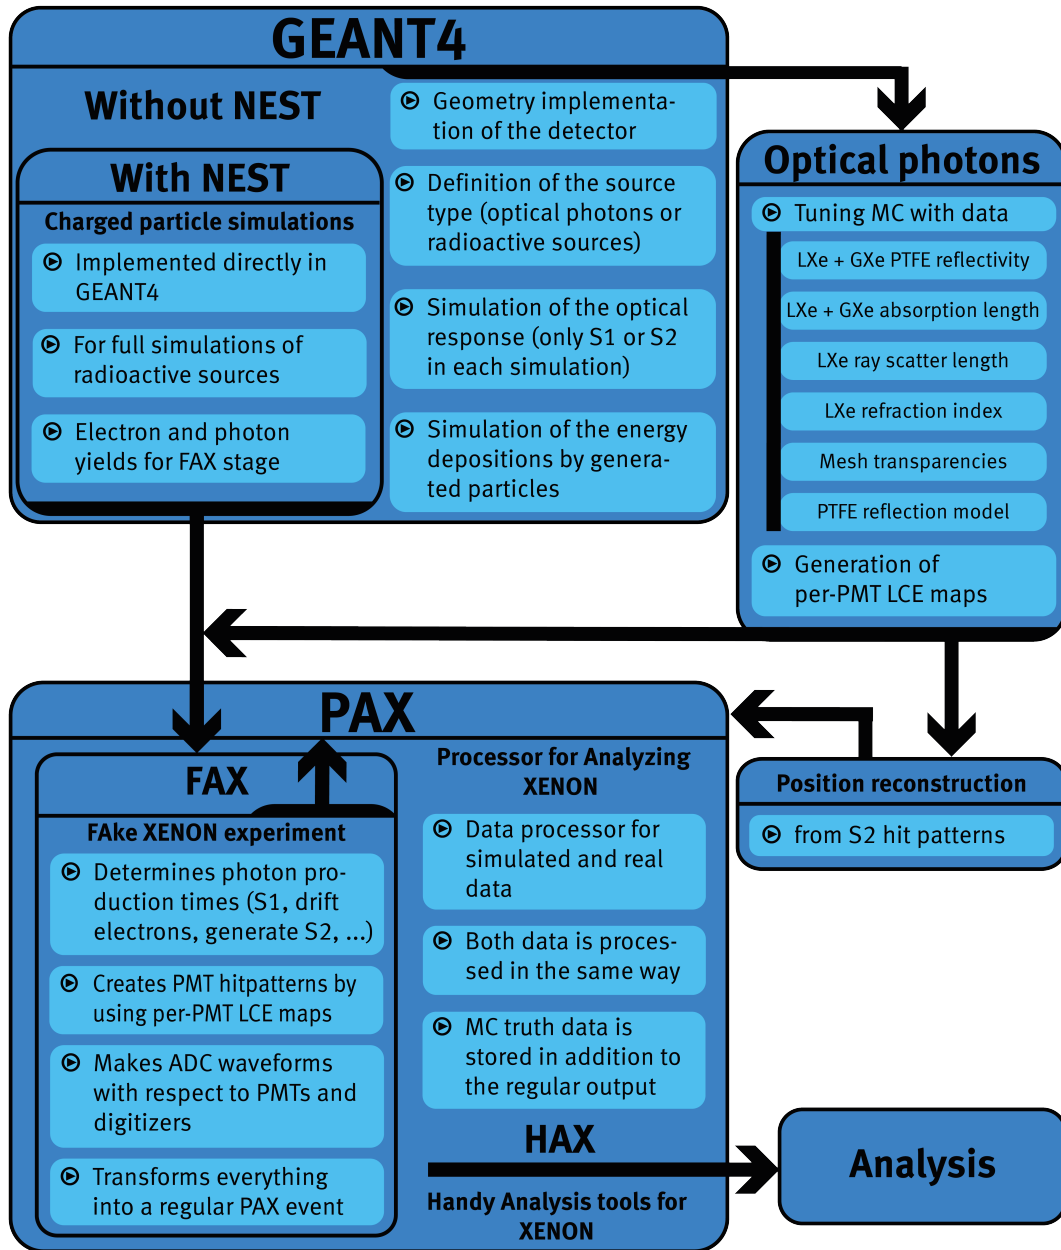 GEANT4
Without NEST
With NEST
Charged particle simulations
Implemented directly in
GEANT4
For full simulations of
radioactive sources
Electron and photon
yields for FAX stage
Geometry implementa-
tion of the detector
Definition of the source
type (optical photons or
radioactive sources)
Simulation of the optical
response (only S1 or S2
in each simulation)
Simulation of the energy
depositions by genera-
ted particles
Optical photons
Tuning MC with data
LXe + GXe PTFE reflectivity
LXe + GXe absorption length
LXe ray scatter length
LXe refraction index
Mesh transparencies
PTFE reflection model
Generation of
per-PMT LCE maps
PAX
FAX
FAke XENON experiment
Determines photon pro-
duction times (S1, drift
electrons, generate S2, ...)
Creates PMT hitpatterns by
using per-PMT LCE maps
Makes ADC waveforms
with respect to PMTs and
digitizers
Transforms everything
into a regular PAX event
Processor for Analyzing
XENON
Data processor for
simulated and real
data
Both data is proces-
sed in the same way
MC truth data is
stored in addition to
the regular output
HAX
Handy Analysis tools for
XENON
Position reconstruction
from S2 hit patterns
Analysis